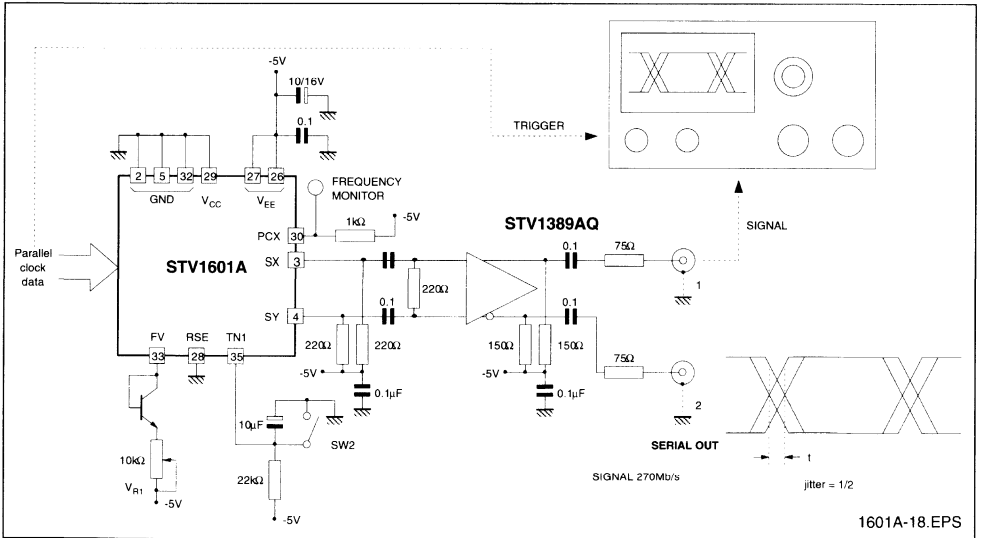 -5V
10/16V
0.1
TRIGGER
2 5 32 29 27 26
GND V_CC V_EE
FREQUENCY
MONITOR
1kΩ -5V
STV1389AQ
SIGNAL
PCX 30
Parallel
clock
data
STV1601A
SX 3
0.1 75Ω
1
220Ω
SY 4
0.1 0.1
220Ω 220Ω
150Ω 150Ω
75Ω
FV RSE TN1
33 28 35
-5V
0.1µF
-5V
0.1µF
2
10µF
SW2
SERIAL OUT
t
10kΩ
V_R1
-5V
22kΩ
-5V
SIGNAL 270Mb/s
jitter = 1/2
1601A-18.EPS